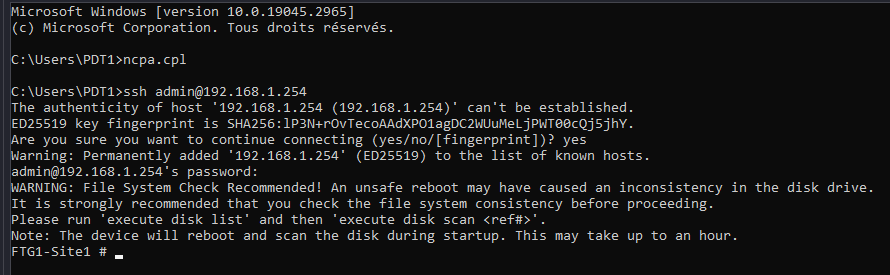 Microsoft Windows [version 10.0.19045.2965]
(c) Microsoft Corporation. Tous droits réservés.
C:\Users\PDT1>ncpa.cpl
C:\Users\PDT1>ssh admin@192.168.1.254
The authenticity of host '192.168.1.254 (192.168.1.254)' can't be established.
ED25519 key fingerprint is SHA256:lP3N+rOvTecoAAdXPO1agDC2WUuMeLjPWT00cQj5jhY.
Are you sure you want to continue connecting (yes/no/[fingerprint])? yes
Warning: Permanently added '192.168.1.254' (ED25519) to the list of known hosts.
admin@192.168.1.254's password:
WARNING: File System Check Recommended! An unsafe reboot may have caused an inconsistency in the disk drive.
It is strongly recommended that you check the file system consistency before proceeding.
Please run 'execute disk list' and then 'execute disk scan <ref#>'.
Note: The device will reboot and scan the disk during startup. This may take up to an hour.
FTG1-Site1 #